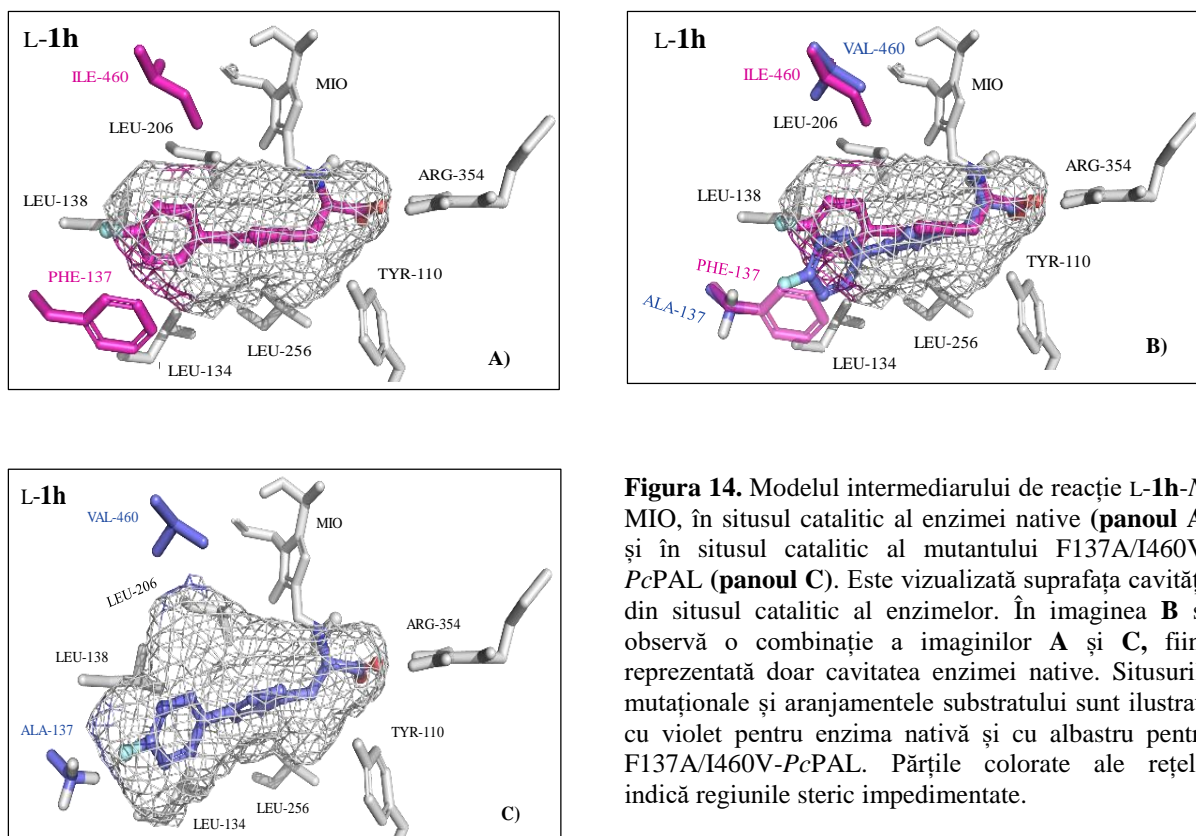 L-1h
ILE-460
MIO
LEU-206
ARG-354
LEU-138
PHE-137
TYR-110
LEU-256
LEU-134
A)
L-1h
VAL-460
ILE-460
MIO
LEU-206
ARG-354
LEU-138
TYR-110
PHE-137
ALA-137
LEU-256
LEU-134
B)
L-1h
VAL-460
MIO
LEU-206
ARG-354
LEU-138
ALA-137
TYR-110
LEU-256
LEU-134
C)
Figura 14. Modelul intermediarului de reacție L-1h-N
MIO, în situsul catalitic al enzimei native (panoul A
și în situsul catalitic al mutantului F137A/I460V
PcPAL (panoul C). Este vizualizată suprafața cavităț
din situsul catalitic al enzimelor. În imaginea B s
observă o combinație a imaginilor A și C, fiin
reprezentată doar cavitatea enzimei native. Situsuri
mutaționale și aranjamentele substratului sunt ilustrat
cu violet pentru enzima nativă și cu albastru pentr
F137A/I460V-PcPAL. Părțile colorate ale rețel
indică regiunile steric impedimentate.